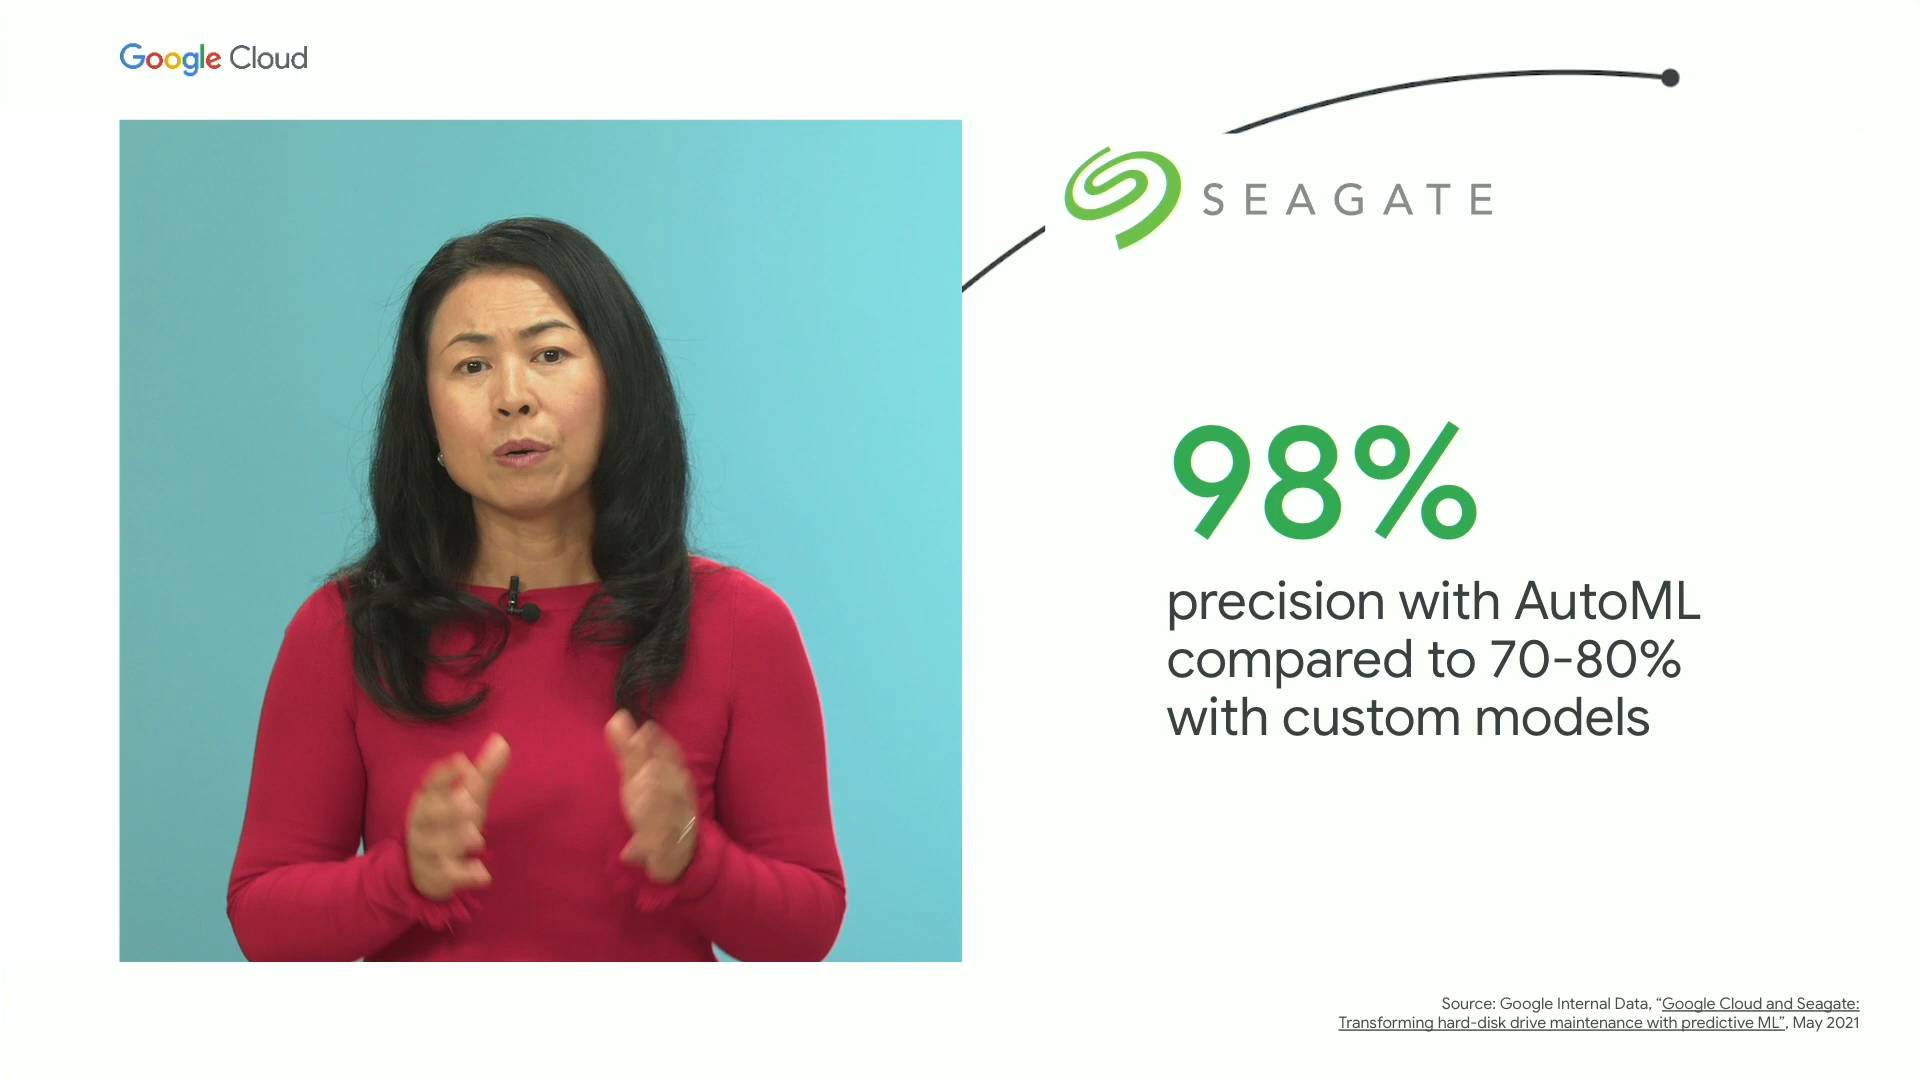 Google Cloud
SEAGATE
98%
precision with AutoML
compared to 70-80%
with custom models
Source: Google Internal Data, “Google Cloud and Seagate:
Transforming hard-disk drive maintenance with predictive ML”, May 2021